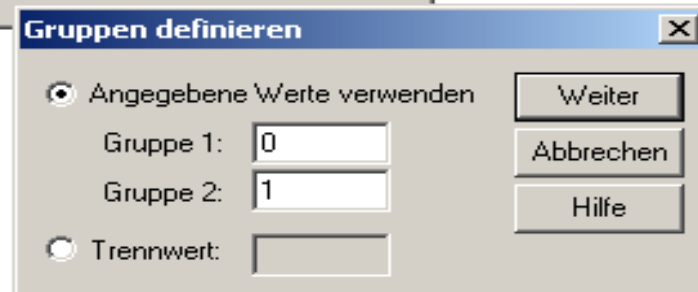 Gruppen definieren
Angegebene Werte verwenden
Weiter
Gruppe 1: 0
Abbrechen
Gruppe 2: 1
Hilfe
Trennwert: